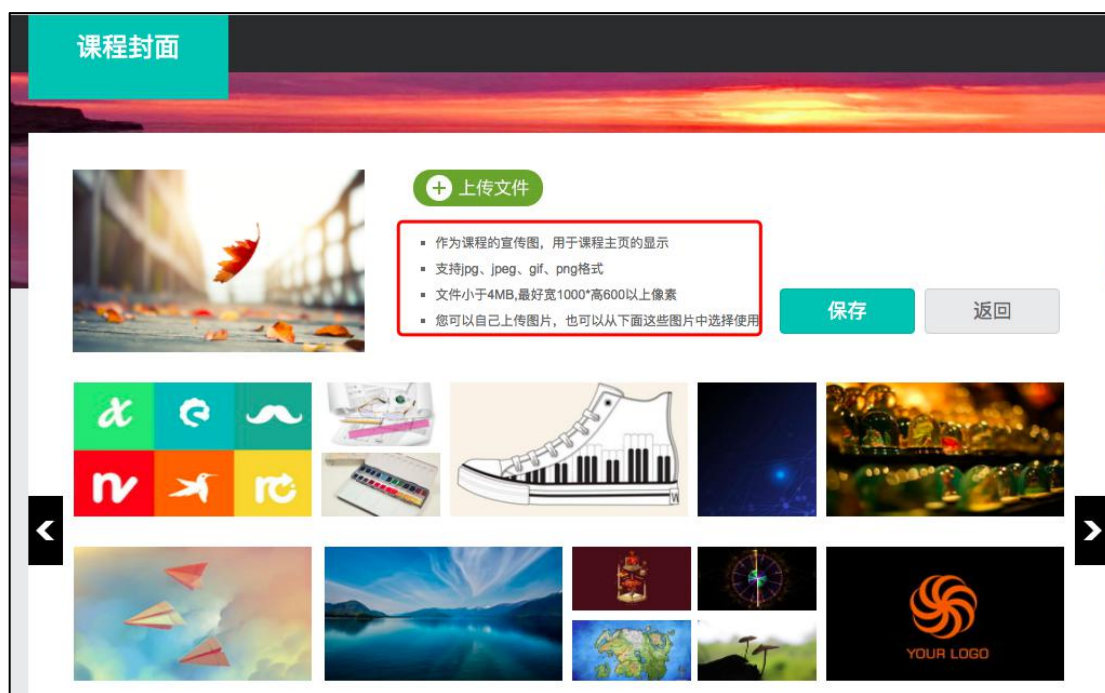 课程封面
上传文件
作为课程的宣传图，用于课程主页的显示
支持jpg、jpeg、gif、png格式
文件小于4MB,最好宽1000*高600以上像素
您可以自己上传图片，也可以从下面这些图片中选择使用
保存
返回
W
YOUR LOGO